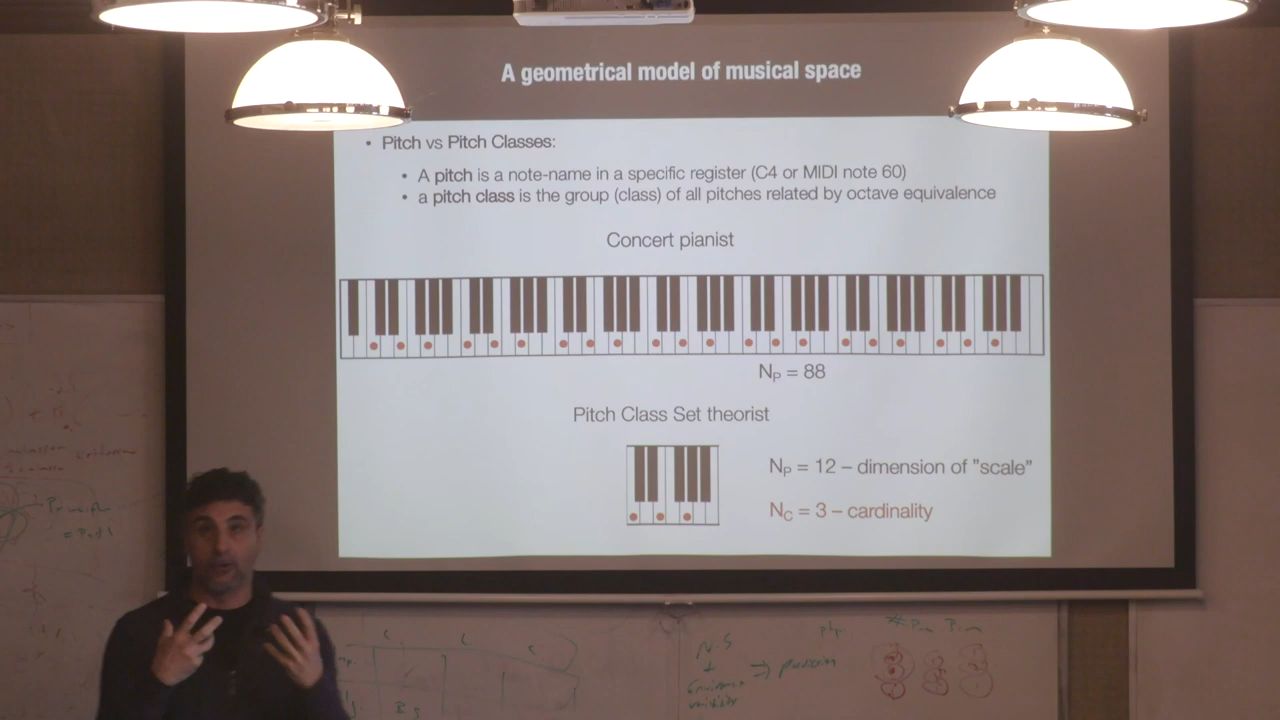 A geometrical model of musical space
• Pitch vs Pitch Classes:
• A pitch is a note-name in a specific register (C4 or MIDI note 60)
• a pitch class is the group (class) of all pitches related by octave equivalence
Concert pianist
NP = 88
Pitch Class Set theorist
NP = 12 – dimension of "scale"
NC = 3 – cardinality